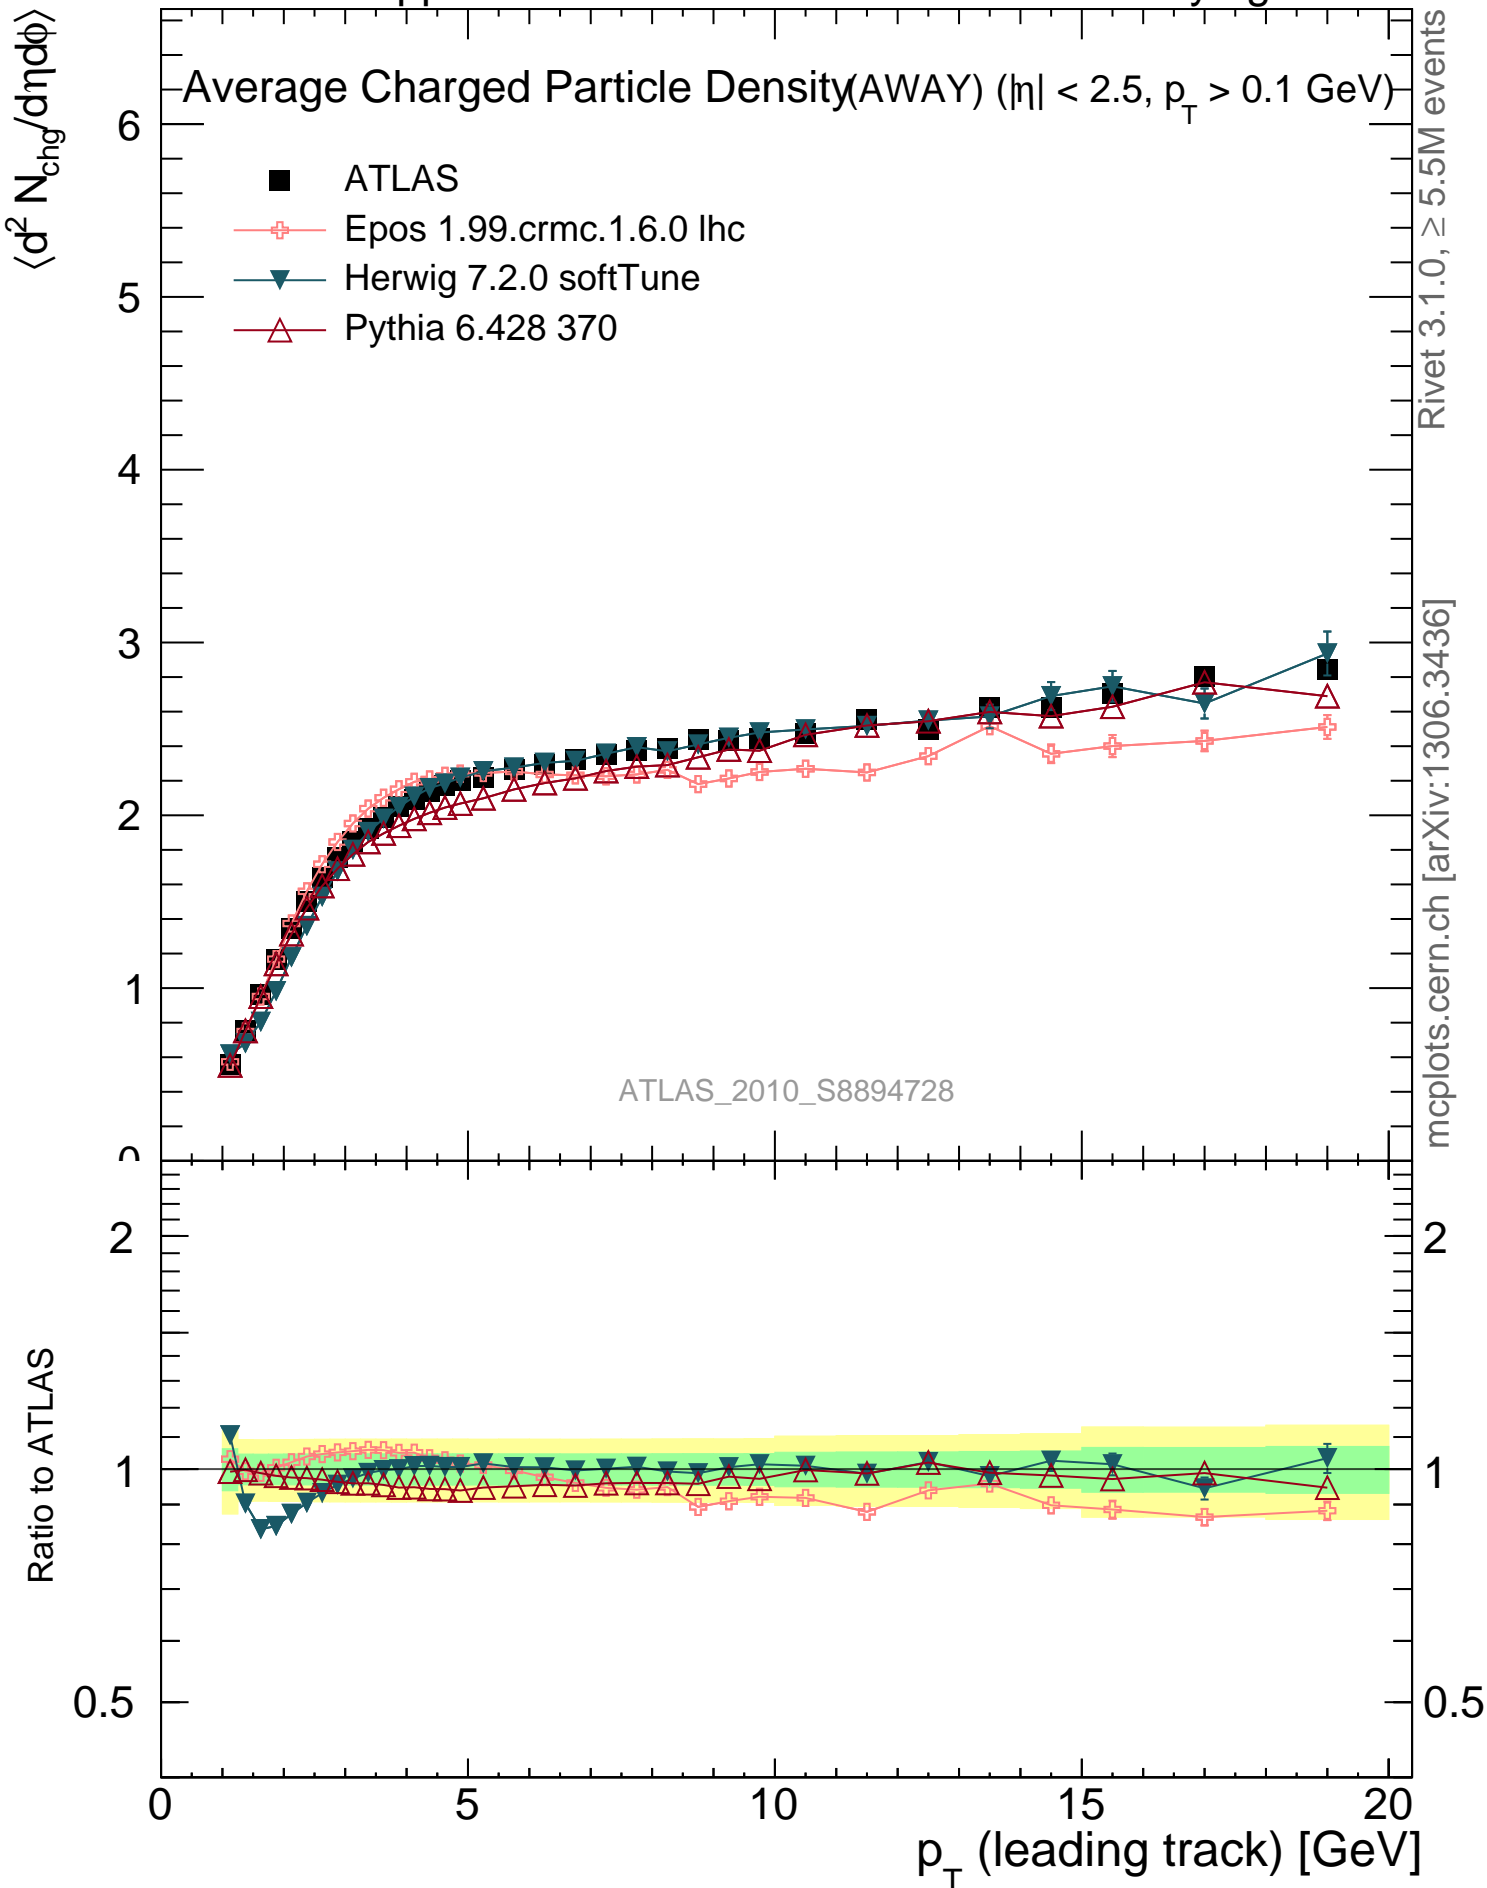 Average Charged Particle Density (AWAY) (|η| < 2.5, p_T > 0.1 GeV)
⟨d² N_chg/dηdϕ⟩
ATLAS
Epos 1.99.crmc.1.6.0 lhc
Herwig 7.2.0 softTune
Pythia 6.428 370
6
5
4
3
2
1
0
ATLAS_2010_S8894728
Rivet 3.1.0, ≥ 5.5M events
mcplots.cern.ch [arXiv:1306.3436]
Ratio to ATLAS
2
1
0.5
2
1
0.5
0 5 10 15 20
p_T (leading track) [GeV]